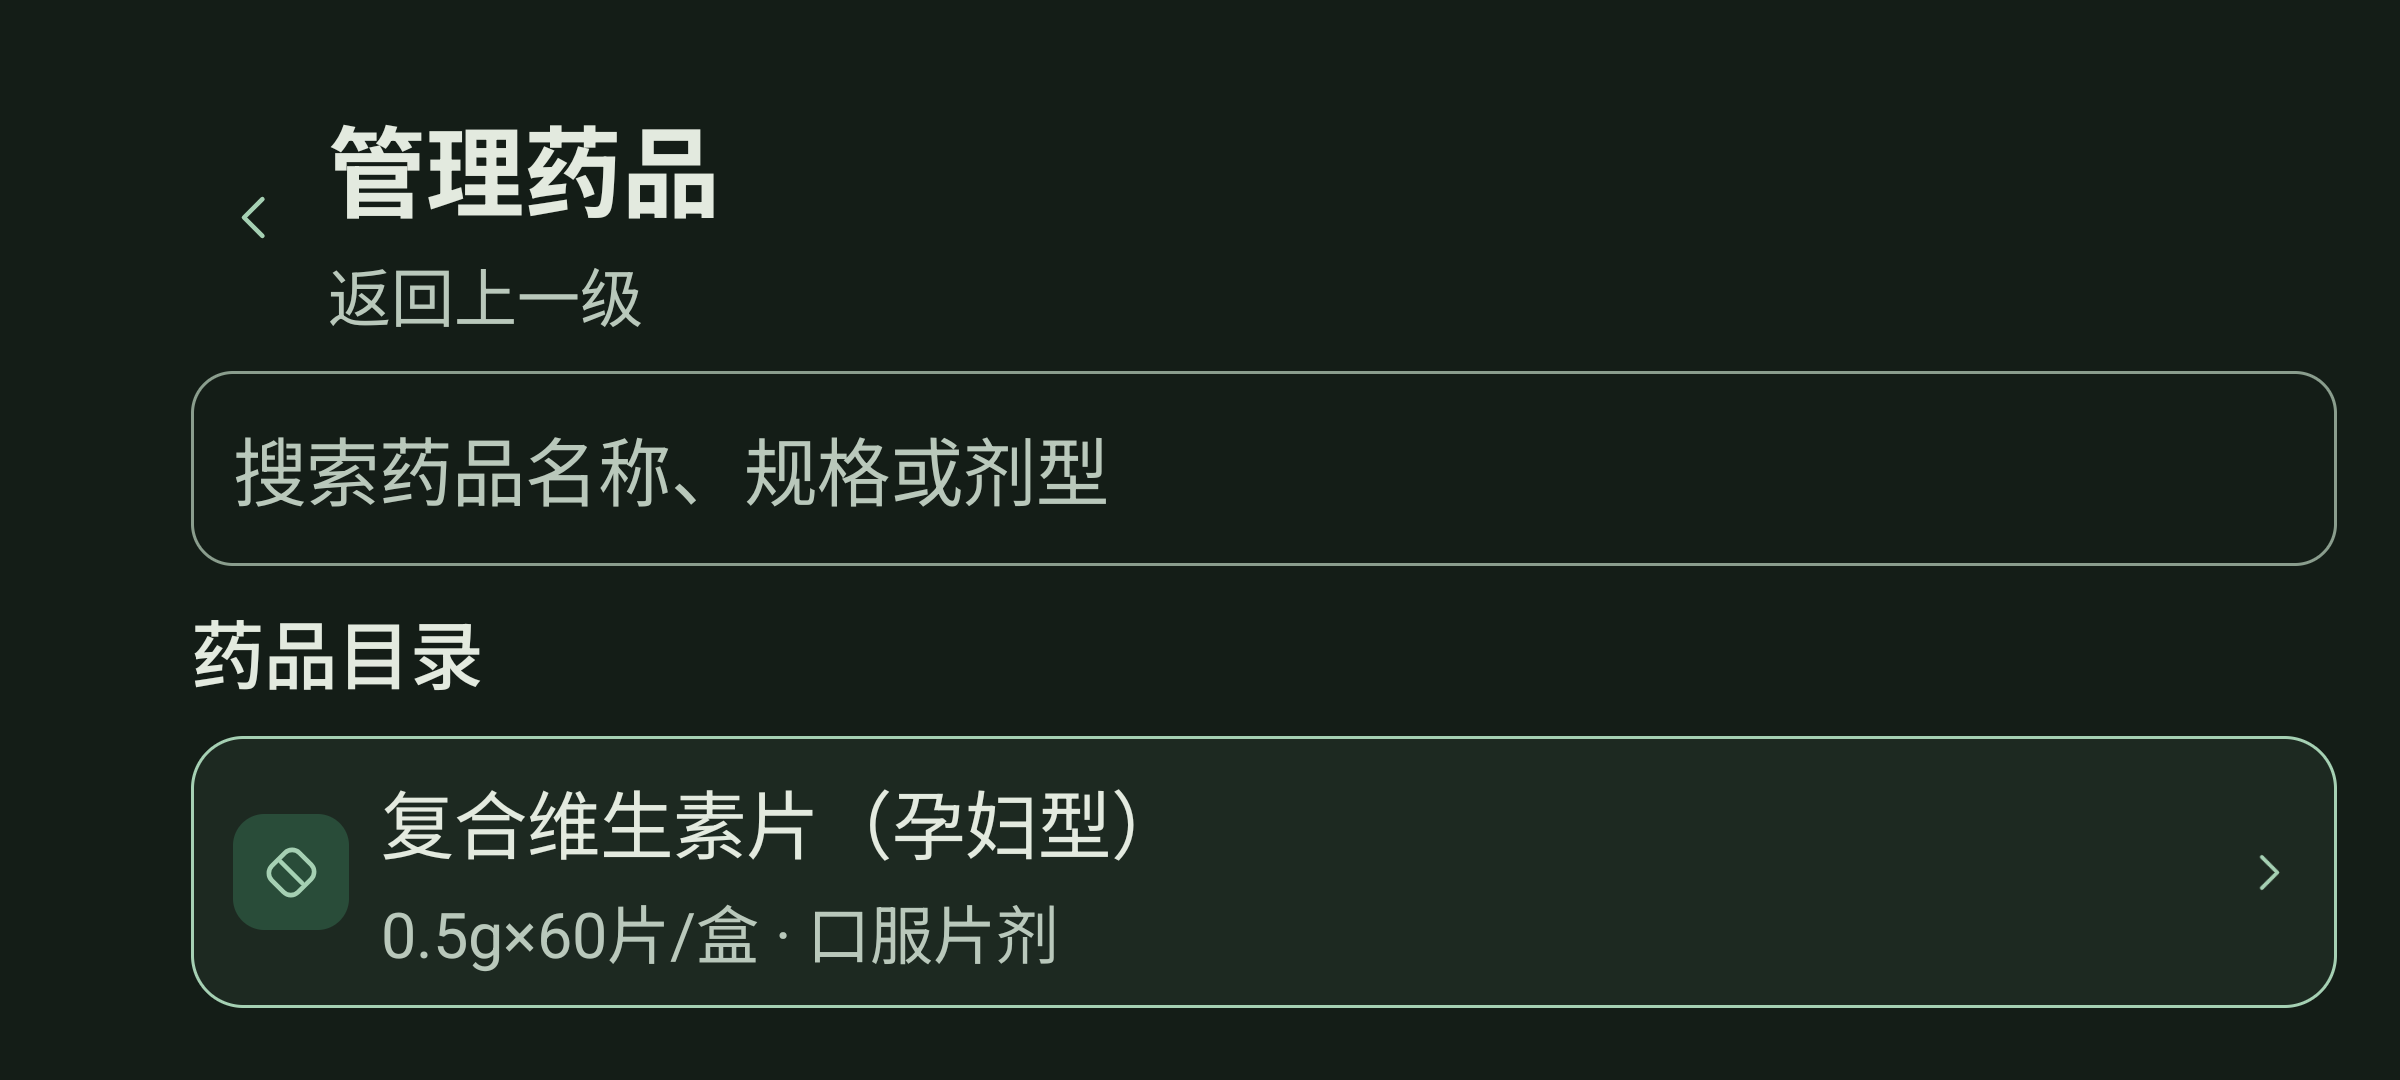 管理药品
返回上一级
搜索药品名称、规格或剂型
药品目录
复合维生素片（孕妇型）
0.5g×60片/盒 · 口服片剂